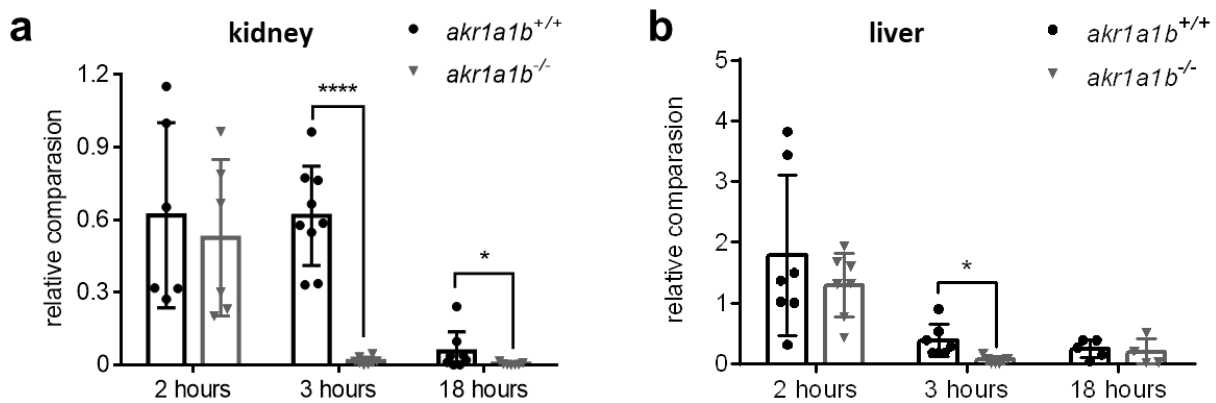 a
kidney
akr1a1b+/+
akr1a1b-/-
relative comparasion
1.2
0.9
0.6
0.3
0
****
*
2 hours
3 hours
18 hours
b
liver
akr1a1b+/+
akr1a1b-/-
relative comparasion
5
4
3
2
1
0
*
2 hours
3 hours
18 hours